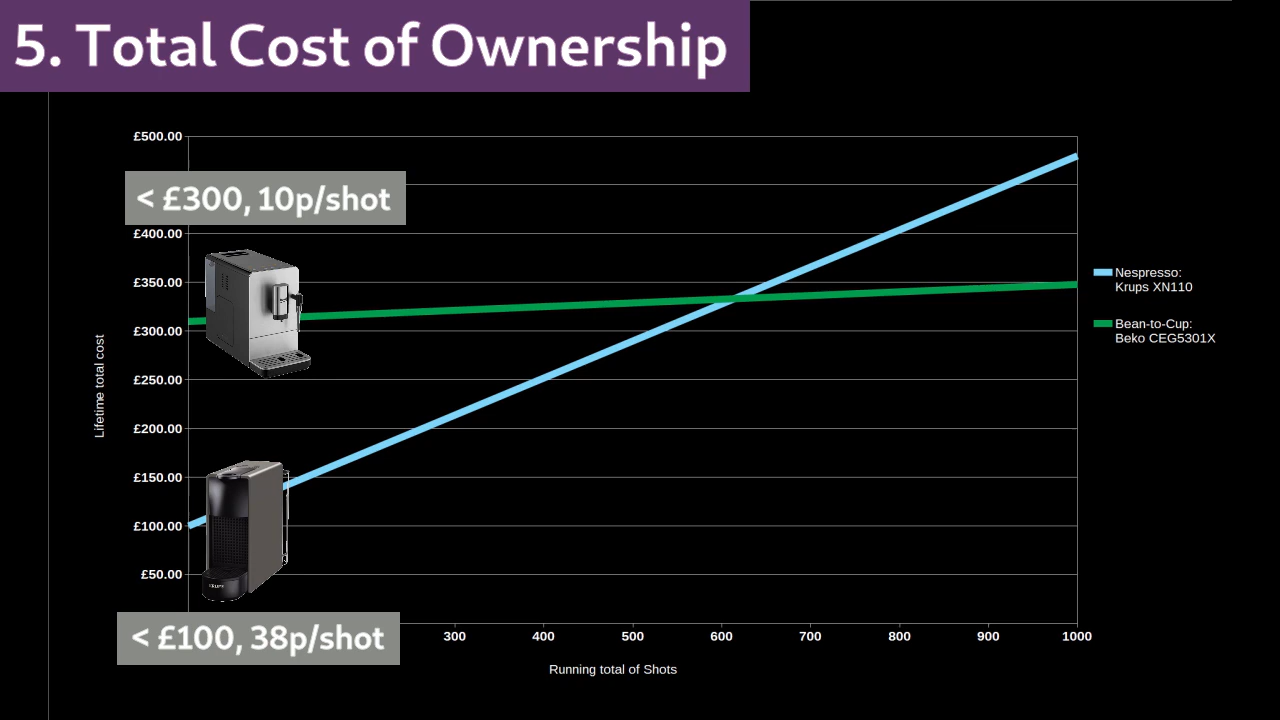 5. Total Cost of Ownership
£500.00
< £300, 10p/shot
£400.00
£350.00
£300.00
£250.00
£200.00
£150.00
£100.00
£50.00
Lifetime total cost
Nespresso:
Krups XN110
Bean-to-Cup:
Beko CEG5301X
KRUPS
< £100, 38p/shot
300 400 500 600 700 800 900 1000
Running total of Shots